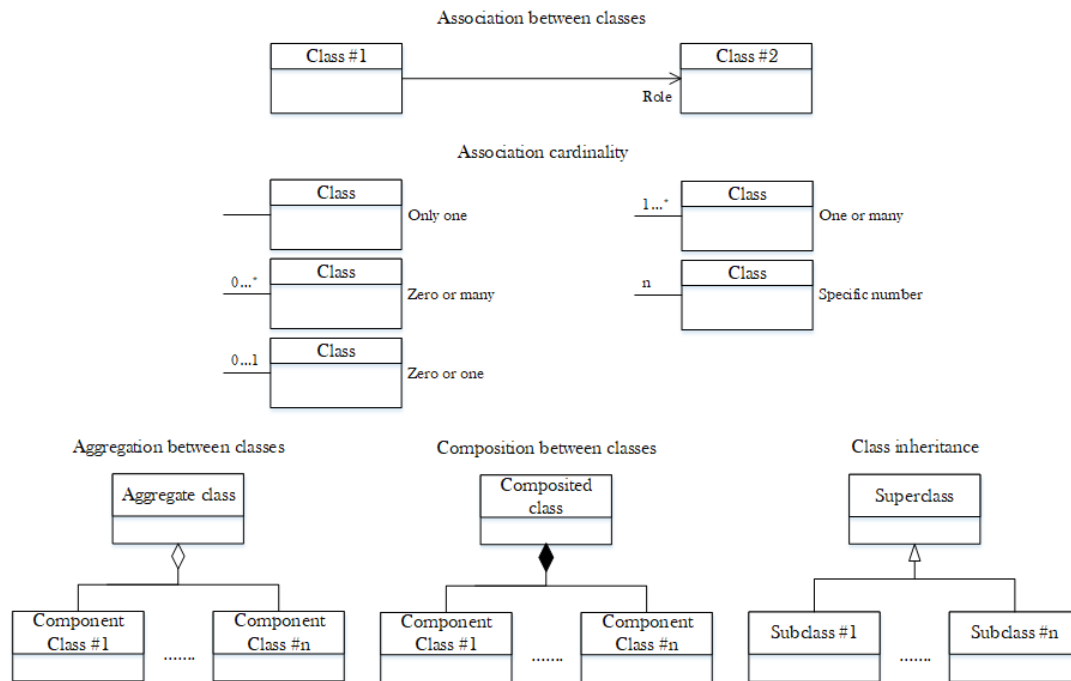 Association between classes
Class #1
Class #2
Role
Association cardinality
Class
Only one
1...*
Class
One or many
0...*
Class
Zero or many
n
Class
Specific number
0...1
Class
Zero or one
Aggregation between classes
Composition between classes
Class inheritance
Aggregate class
Composited
class
Superclass
Component
Class #1
.......
Component
Class #n
Component
Class #1
.......
Component
Class #n
Subclass #1
.......
Subclass #n